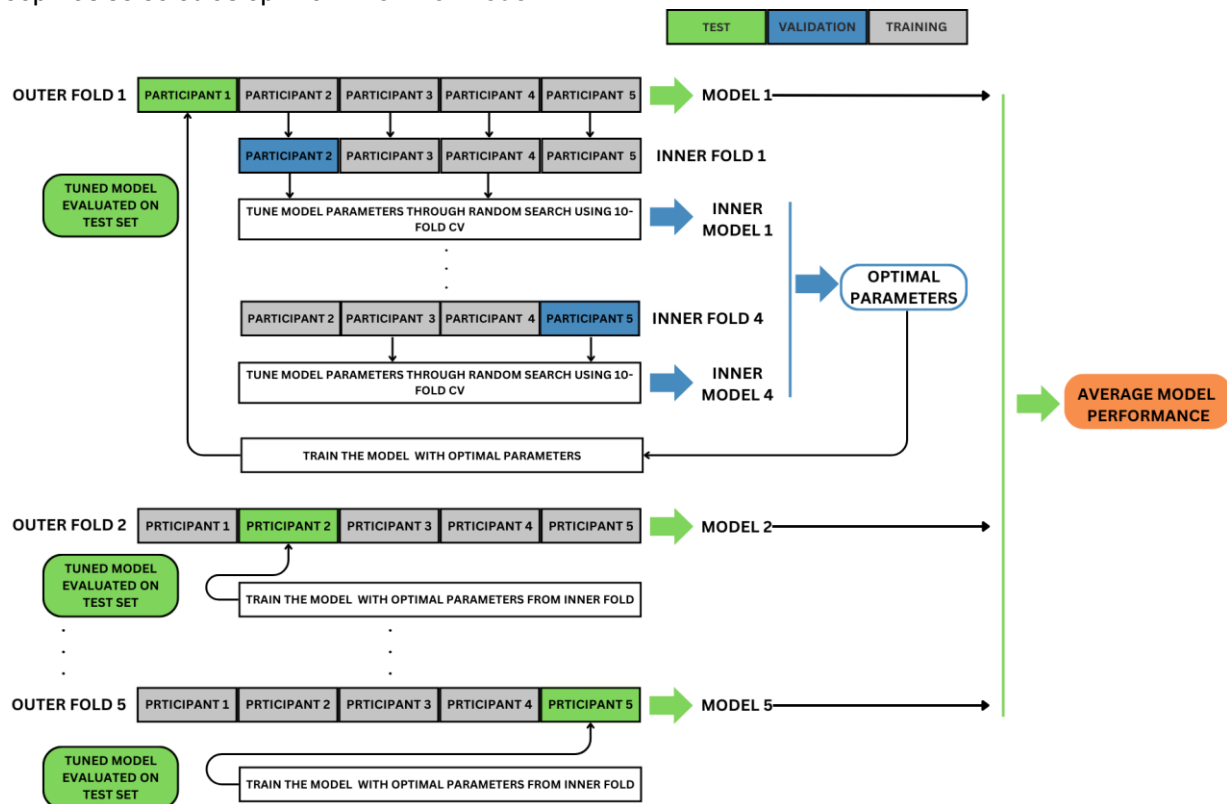 TEST VALIDATION TRAINING
OUTER FOLD 1 PARTICIPANT 1 PARTICIPANT 2 PARTICIPANT 3 PARTICIPANT 4 PARTICIPANT 5 MODEL 1
PARTICIPANT 2 PARTICIPANT 3 PARTICIPANT 4 PARTICIPANT 5 INNER FOLD 1
TUNED MODEL
EVALUATED ON
TEST SET
TUNE MODEL PARAMETERS THROUGH RANDOM SEARCH USING 10-
FOLD CV
INNER
MODEL 1
OPTIMAL
PARAMETERS
PARTICIPANT 2 PARTICIPANT 3 PARTICIPANT 4 PARTICIPANT 5 INNER FOLD 4
TUNE MODEL PARAMETERS THROUGH RANDOM SEARCH USING 10-
FOLD CV
INNER
MODEL 4
AVERAGE MODEL
PERFORMANCE
TRAIN THE MODEL WITH OPTIMAL PARAMETERS
OUTER FOLD 2 PRTICIPANT 1 PRTICIPANT 2 PRTICIPANT 3 PRTICIPANT 4 PRTICIPANT 5 MODEL 2
TUNED MODEL
EVALUATED ON
TEST SET
TRAIN THE MODEL WITH OPTIMAL PARAMETERS FROM INNER FOLD
OUTER FOLD 5 PRTICIPANT 1 PRTICIPANT 2 PRTICIPANT 3 PRTICIPANT 4 PRTICIPANT 5 MODEL 5
TUNED MODEL
EVALUATED ON
TEST SET
TRAIN THE MODEL WITH OPTIMAL PARAMETERS FROM INNER FOLD